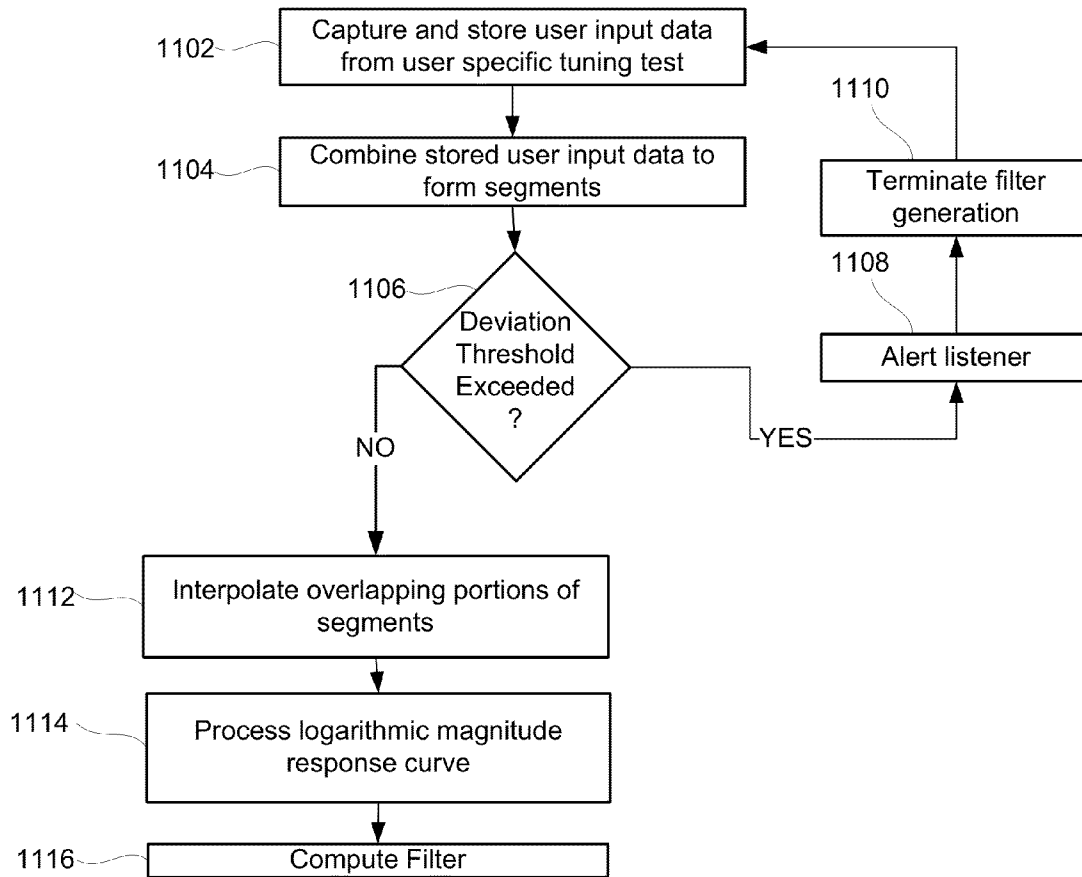 1102
Capture and store user input data
from user specific tuning test
1110
1104
Combine stored user input data to
form segments
Terminate filter
generation
1106
1108
Deviation
Threshold
Exceeded
?
Alert listener
NO
YES
1112
Interpolate overlapping portions of
segments
1114
Process logarithmic magnitude
response curve
1116
Compute Filter